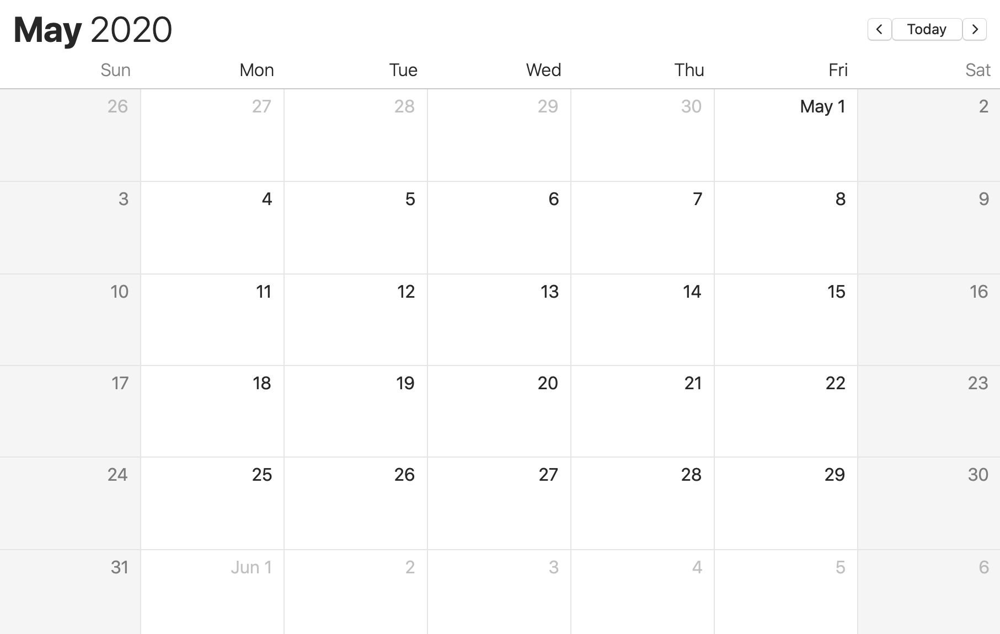 May 2020
Today
Sun Mon Tue Wed Thu Fri Sat
26 27 28 29 30 May 1 2
3 4 5 6 7 8 9
10 11 12 13 14 15 16
17 18 19 20 21 22 23
24 25 26 27 28 29 30
31 Jun 1 2 3 4 5 6